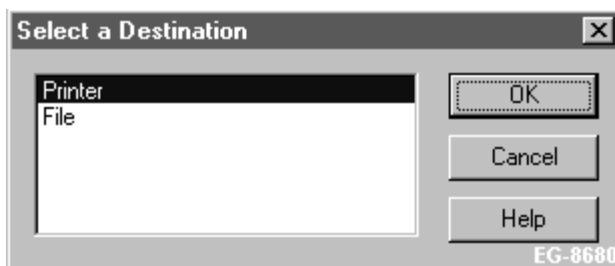 Select a Destination
Printer
File
OK
Cancel
Help
EG-8680